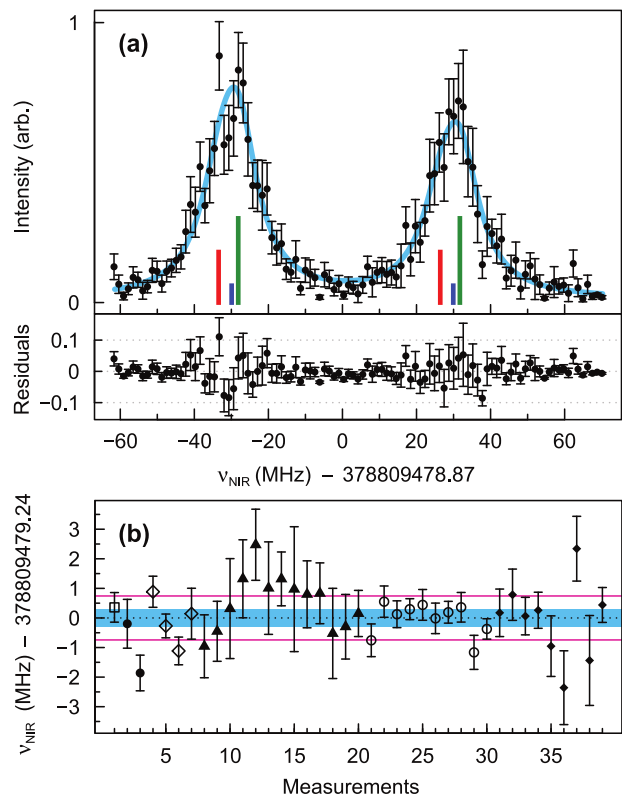 (a)
Intensity (arb.)
1
0
Residuals
0.1
0
−0.1
−60 −40 −20 0 20 40 60
νNIR (MHz) − 378809478.87
(b)
νNIR (MHz) − 378809479.24
3
2
1
0
−1
−2
−3
5 10 15 20 25 30 35
Measurements